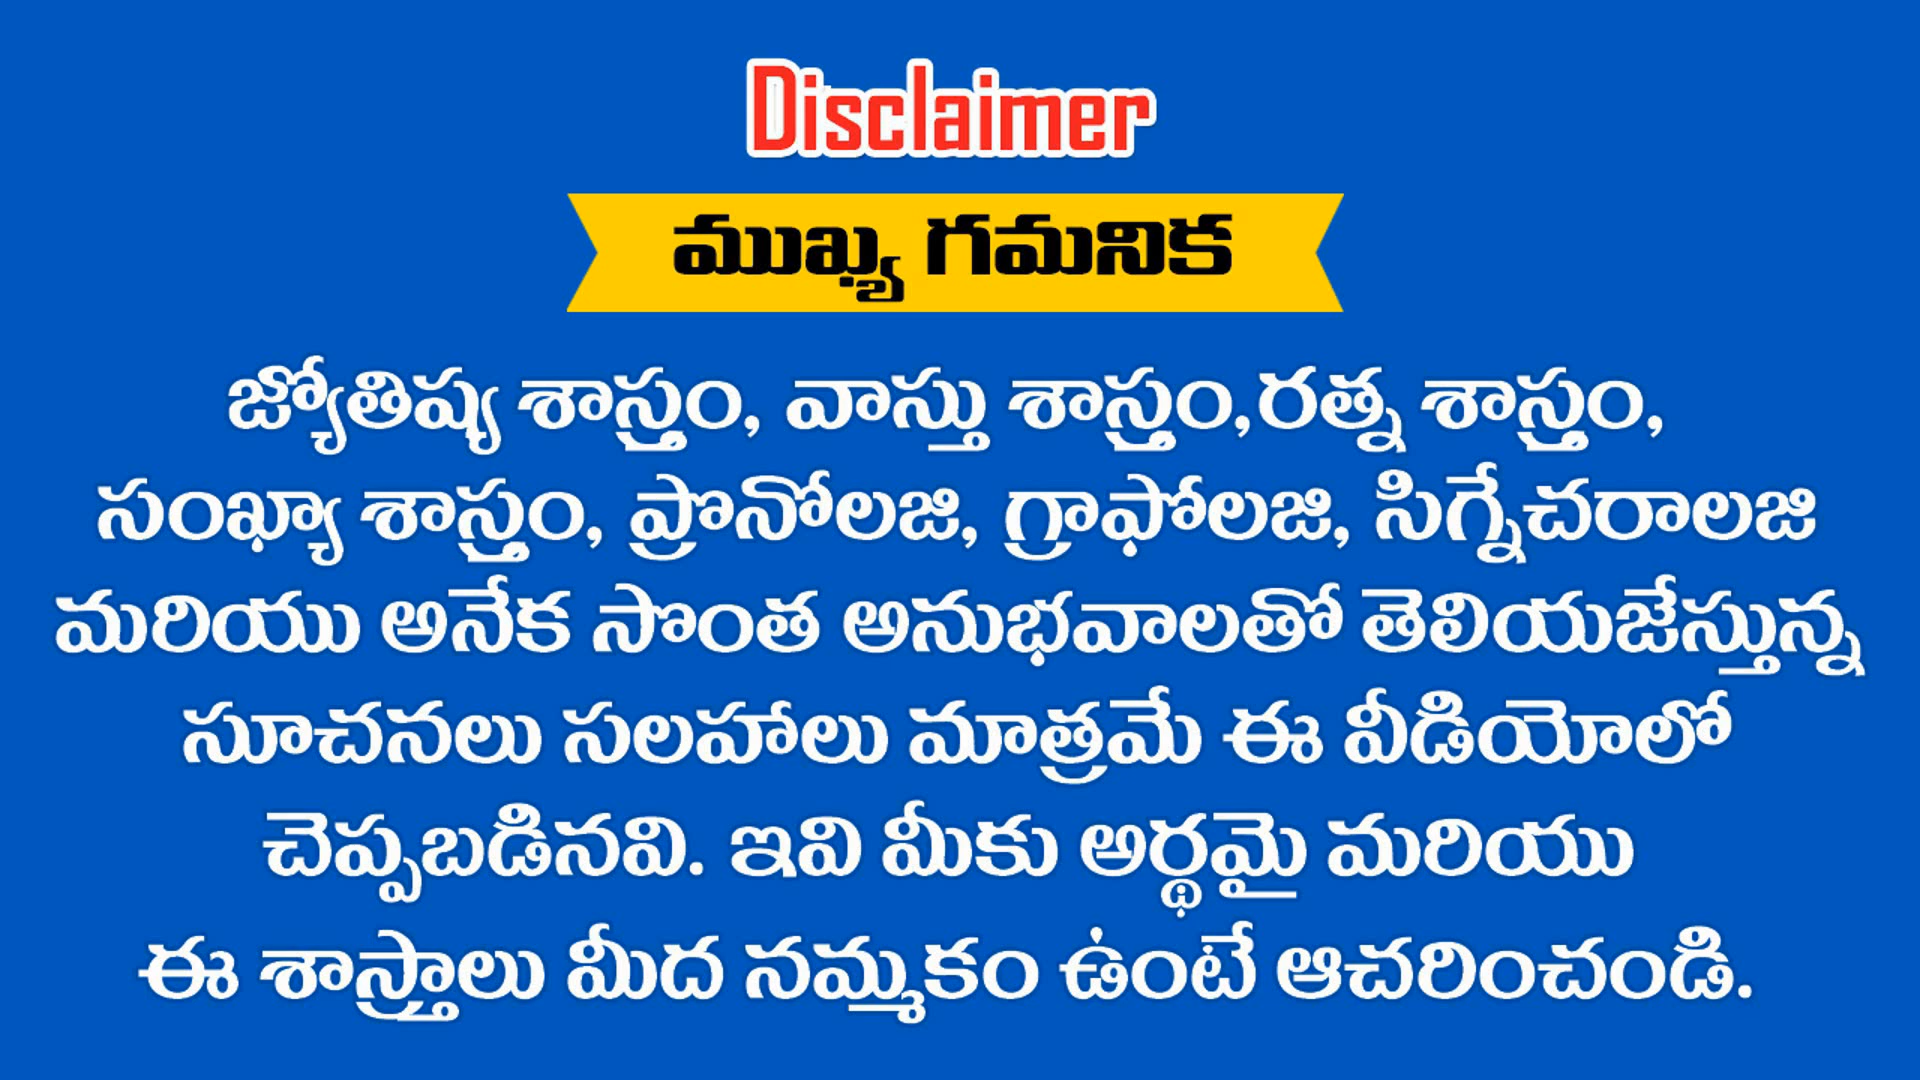 Disclaimer
ముఖ్య గమనిక
జ్యోతిష్య శాస్త్రం, వాస్తు శాస్త్రం,రత్న శాస్త్రం,
సంఖ్యా శాస్త్రం, ప్రొనోలజి, గ్రాఫోలజి, సిగ్నేచరాలజి
మరియు అనేక సొంత అనుభవాలతో తెలియజేస్తున్న
సూచనలు సలహాలు మాత్రమే ఈ వీడియోలో
చెప్పబడినవి. ఇవి మీకు అర్థమై మరియు
ఈ శాస్త్రాలు మీద నమ్మకం ఉంటే ఆచరించండి.